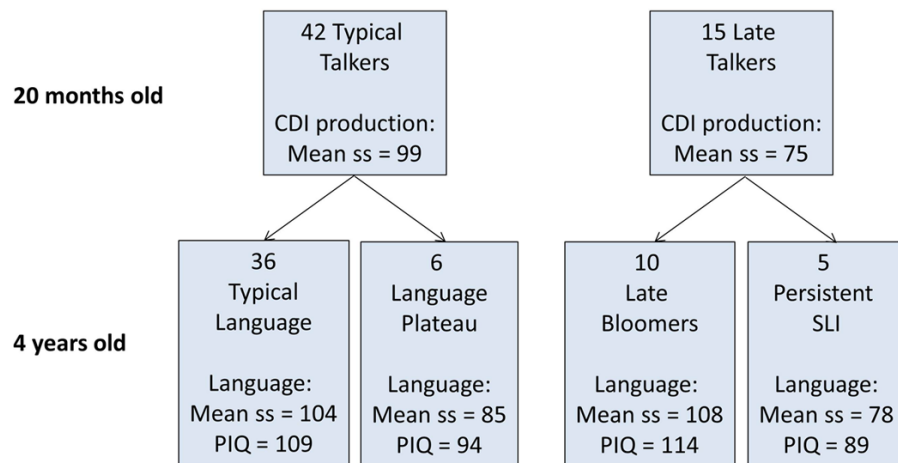 42 Typical
Talkers
CDI production:
Mean ss = 99
15 Late
Talkers
CDI production:
Mean ss = 75
20 months old
36
Typical
Language
Language:
Mean ss = 104
PIQ = 109
6
Language
Plateau
Language:
Mean ss = 85
PIQ = 94
10
Late
Bloomers
Language:
Mean ss = 108
PIQ = 114
5
Persistent
SLI
Language:
Mean ss = 78
PIQ = 89
4 years old